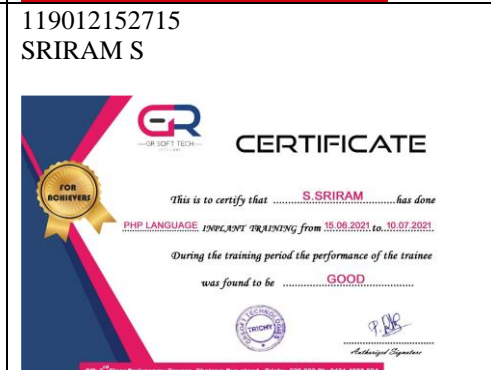 119012152715
SRIRAM S
GR
GR SOFT TECH
CERTIFICATE
FOR
ACHIEVERS
This is to certify that ......S.SRIRAM......has done
PHP LANGUAGE INPLANT TRAINING from 15.06.2021 to 10.07.2021
During the training period the performance of the trainee
was found to be ......GOOD......
TRICHY
Authorized Signature